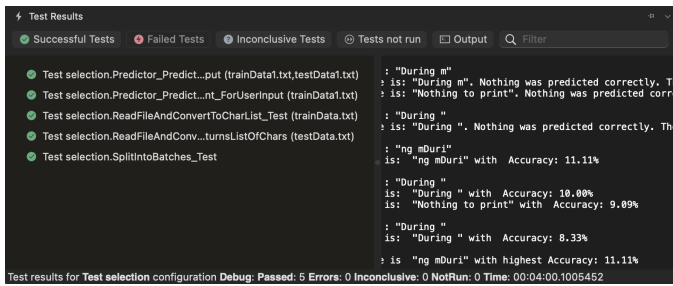 Test Results
Successful Tests Failed Tests Inconclusive Tests Tests not run Output Filter
Test selection.Predictor_Predict...put (trainData1.txt,testData1.txt)
Test selection.Predictor_Predict...nt_ForUserInput (trainData1.txt)
Test selection.ReadFileAndConvertToCharList_Test (trainData.txt)
Test selection.ReadFileAndConv...turnsListOfChars (testData.txt)
Test selection.SplitIntoBatches_Test
: "During m"
e is: "During m". Nothing was predicted correctly. T
e is: "Nothing to print". Nothing was predicted corr
: "During "
e is: "During ". Nothing was predicted correctly. The
: "ng mDuri"
is: "ng mDuri" with Accuracy: 11.11%
: "During "
is: "During " with Accuracy: 10.00%
is: "Nothing to print" with Accuracy: 9.09%
: "During "
is: "During " with Accuracy: 8.33%
e is "ng mDuri" with highest Accuracy: 11.11%
Test results for Test selection configuration Debug: Passed: 5 Errors: 0 Inconclusive: 0 NotRun: 0 Time: 00:04:00.1005452